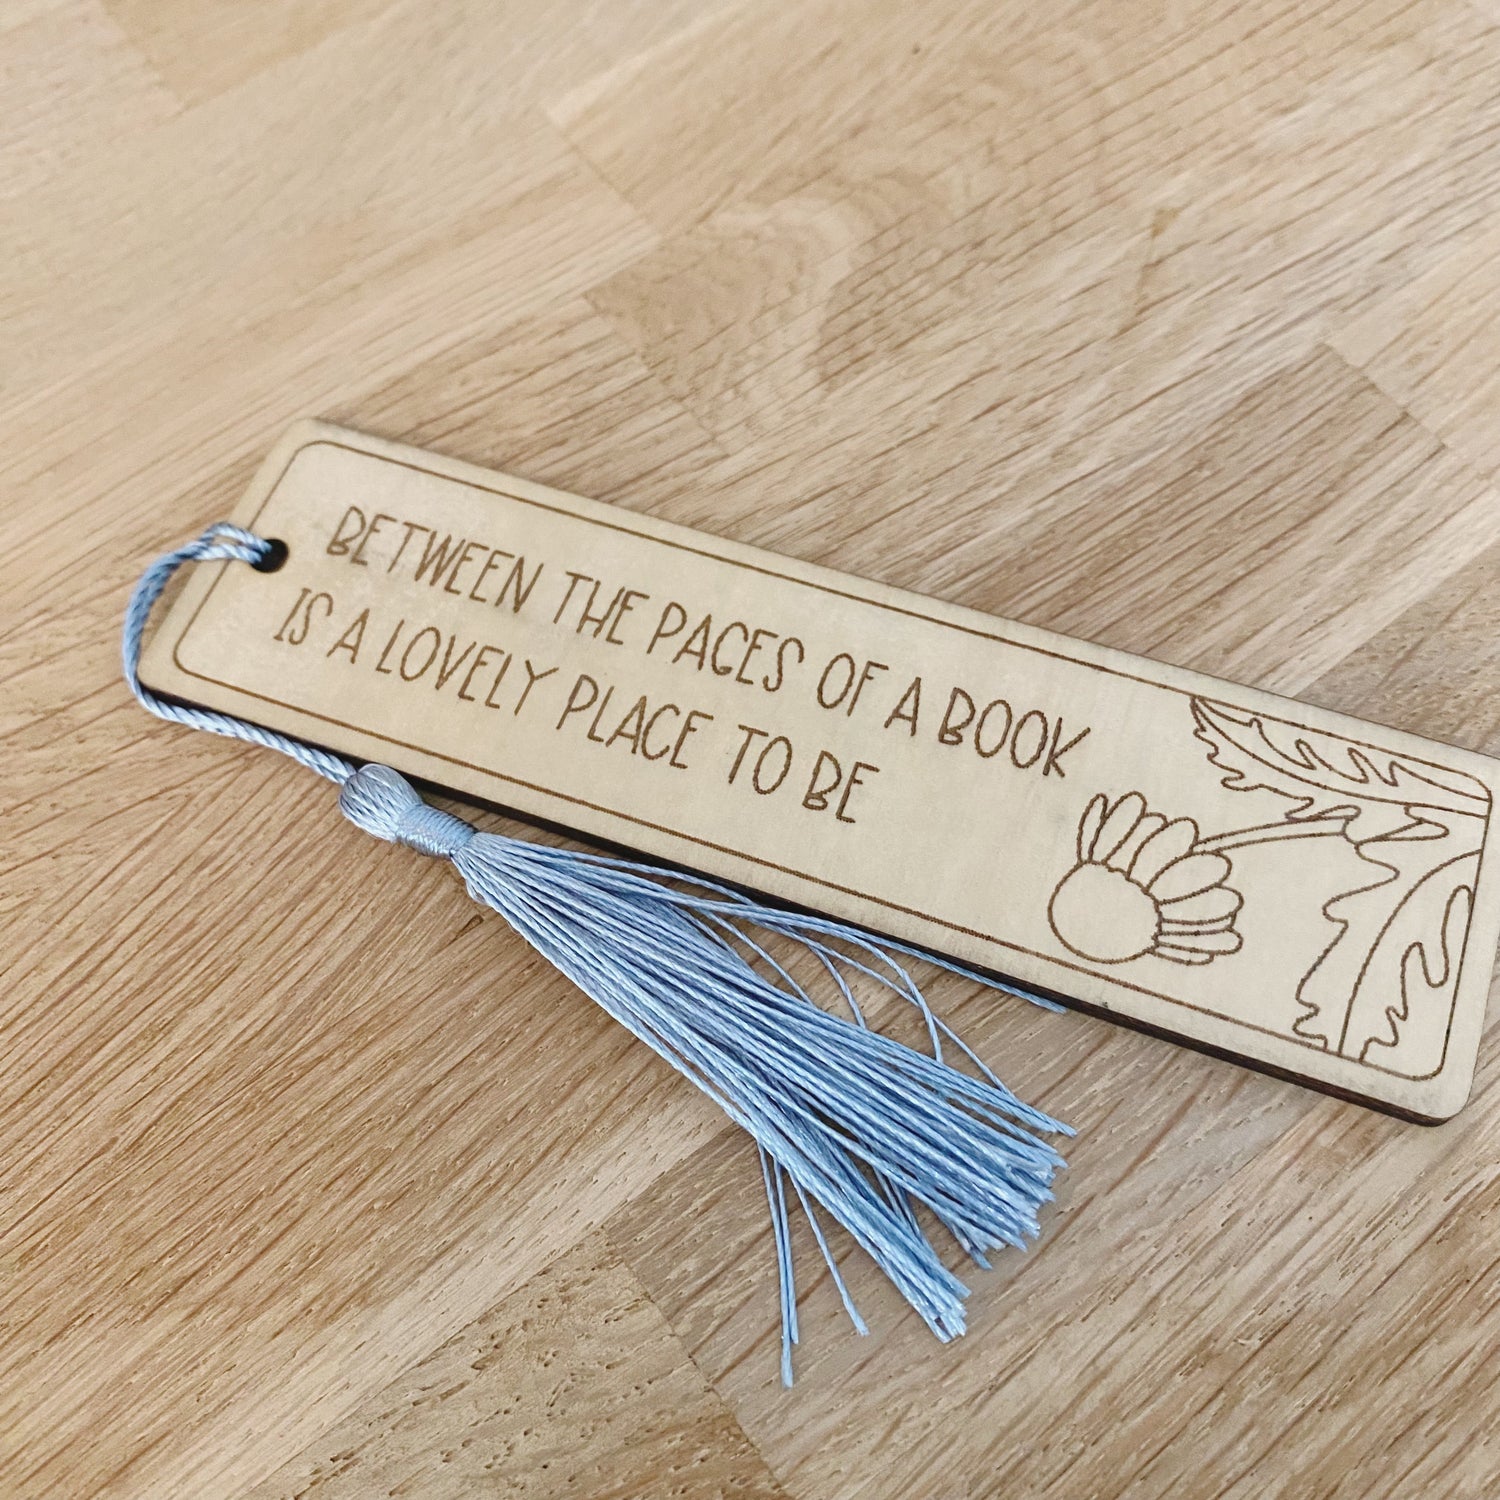 BETWEEN THE PAGES OF A BOOK
IS A LOVELY PLACE TO BE